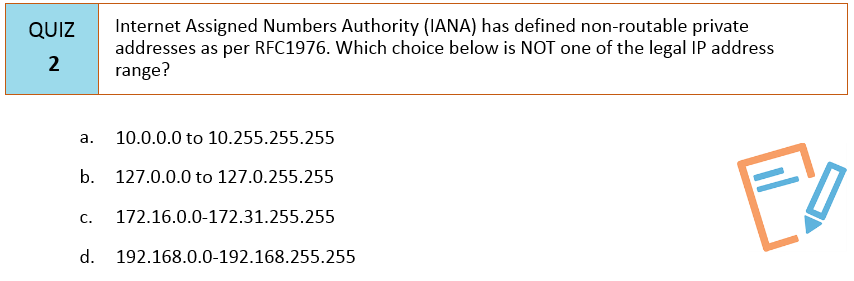 QUIZ
2
Internet Assigned Numbers Authority (IANA) has defined non-routable private
addresses as per RFC1976. Which choice below is NOT one of the legal IP address
range?
a. 10.0.0.0 to 10.255.255.255
b. 127.0.0.0 to 127.0.255.255
c. 172.16.0.0-172.31.255.255
d. 192.168.0.0-192.168.255.255